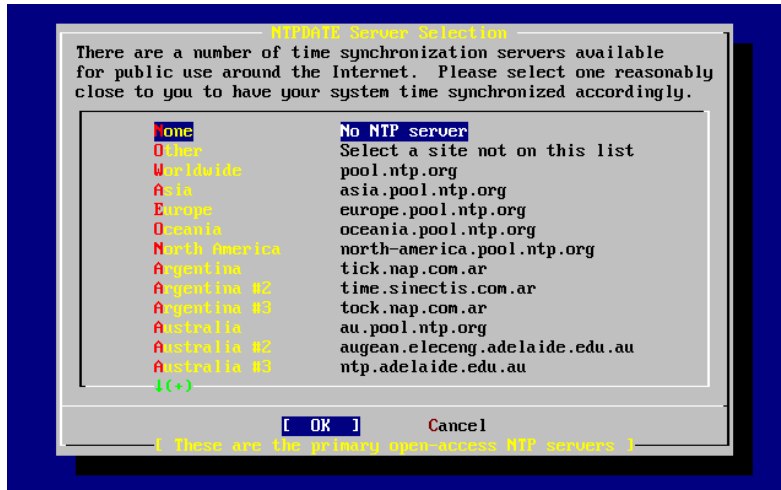 NTPDATE Server Selection
There are a number of time synchronization servers available
for public use around the Internet.  Please select one reasonably
close to you to have your system time synchronized accordingly.
None No NTP server
Other Select a site not on this list
Worldwide pool.ntp.org
Asia asia.pool.ntp.org
Europe europe.pool.ntp.org
Oceania oceania.pool.ntp.org
North America north-america.pool.ntp.org
Argentina tick.nap.com.ar
Argentina #2 time.sinectis.com.ar
Argentina #3 tock.nap.com.ar
Australia au.pool.ntp.org
Australia #2 augean.eleceng.adelaide.edu.au
Australia #3 ntp.adelaide.edu.au
↓(+)
[ OK ] Cancel
[ These are the primary open-access NTP servers ]